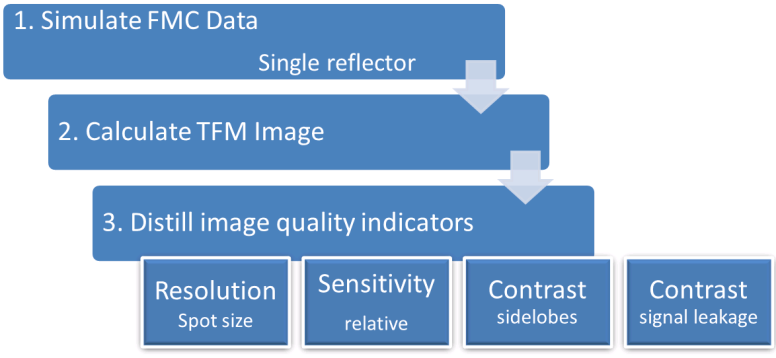 1. Simulate FMC Data
Single reflector
2. Calculate TFM Image
3. Distill image quality indicators
Resolution
Spot size
Sensitivity
relative
Contrast
sidelobes
Contrast
signal leakage